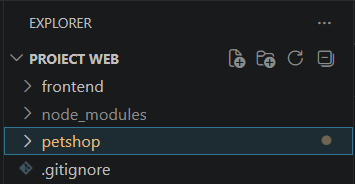 EXPLORER
PROIECT WEB
frontend
node_modules
petshop
.gitignore